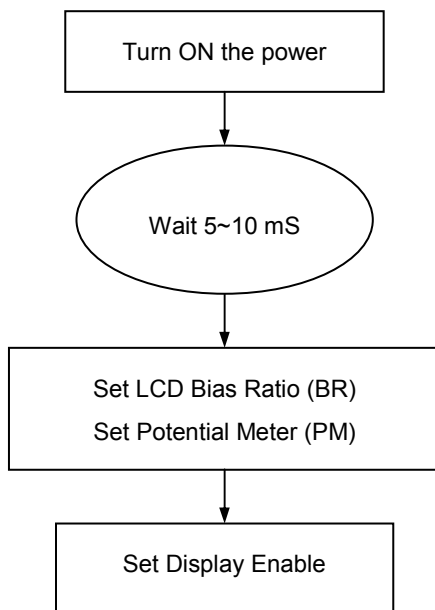 Turn ON the power
Wait 5~10 mS
Set LCD Bias Ratio (BR)
Set Potential Meter (PM)
Set Display Enable